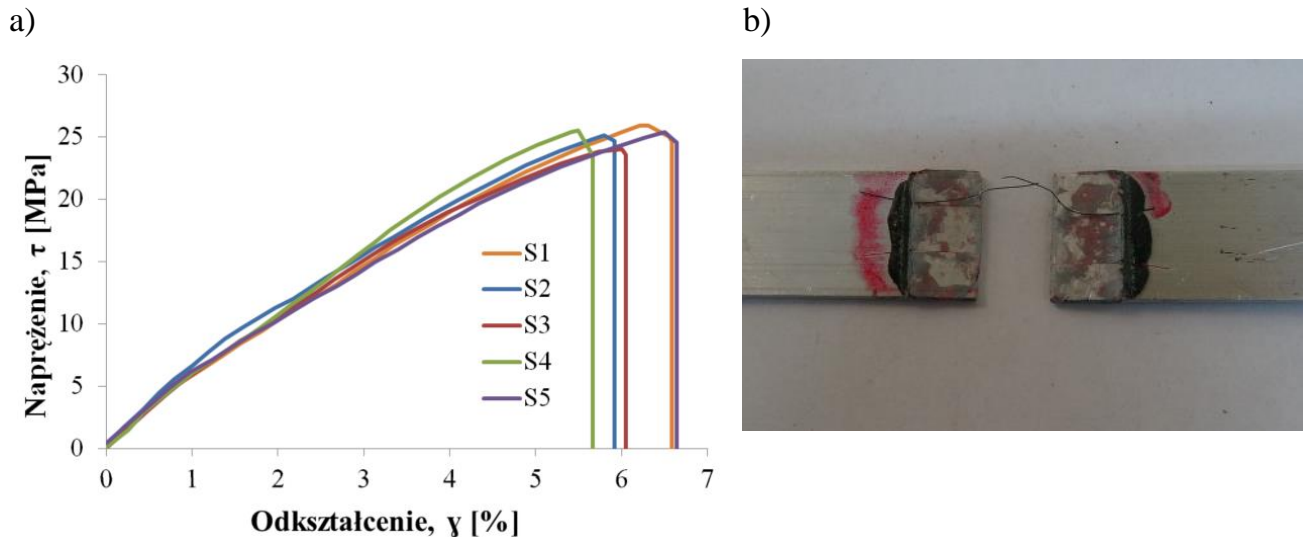 a)
b)
30
25
20
15
10
5
0
Naprężenie, τ [MPa]
S1
S2
S3
S4
S5
0 1 2 3 4 5 6 7
Odkształcenie, ɣ [%]